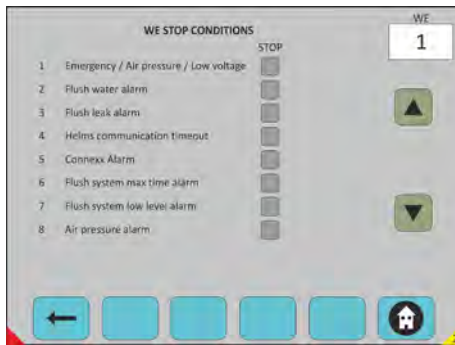 WE
WE STOP CONDITIONS
1
STOP
1 Emergency / Air pressure / Low voltage
2 Flush water alarm
3 Flush leak alarm
4 Helms communication timeout
5 Connexx Alarm
6 Flush system max time alarm
7 Flush system low level alarm
8 Air pressure alarm